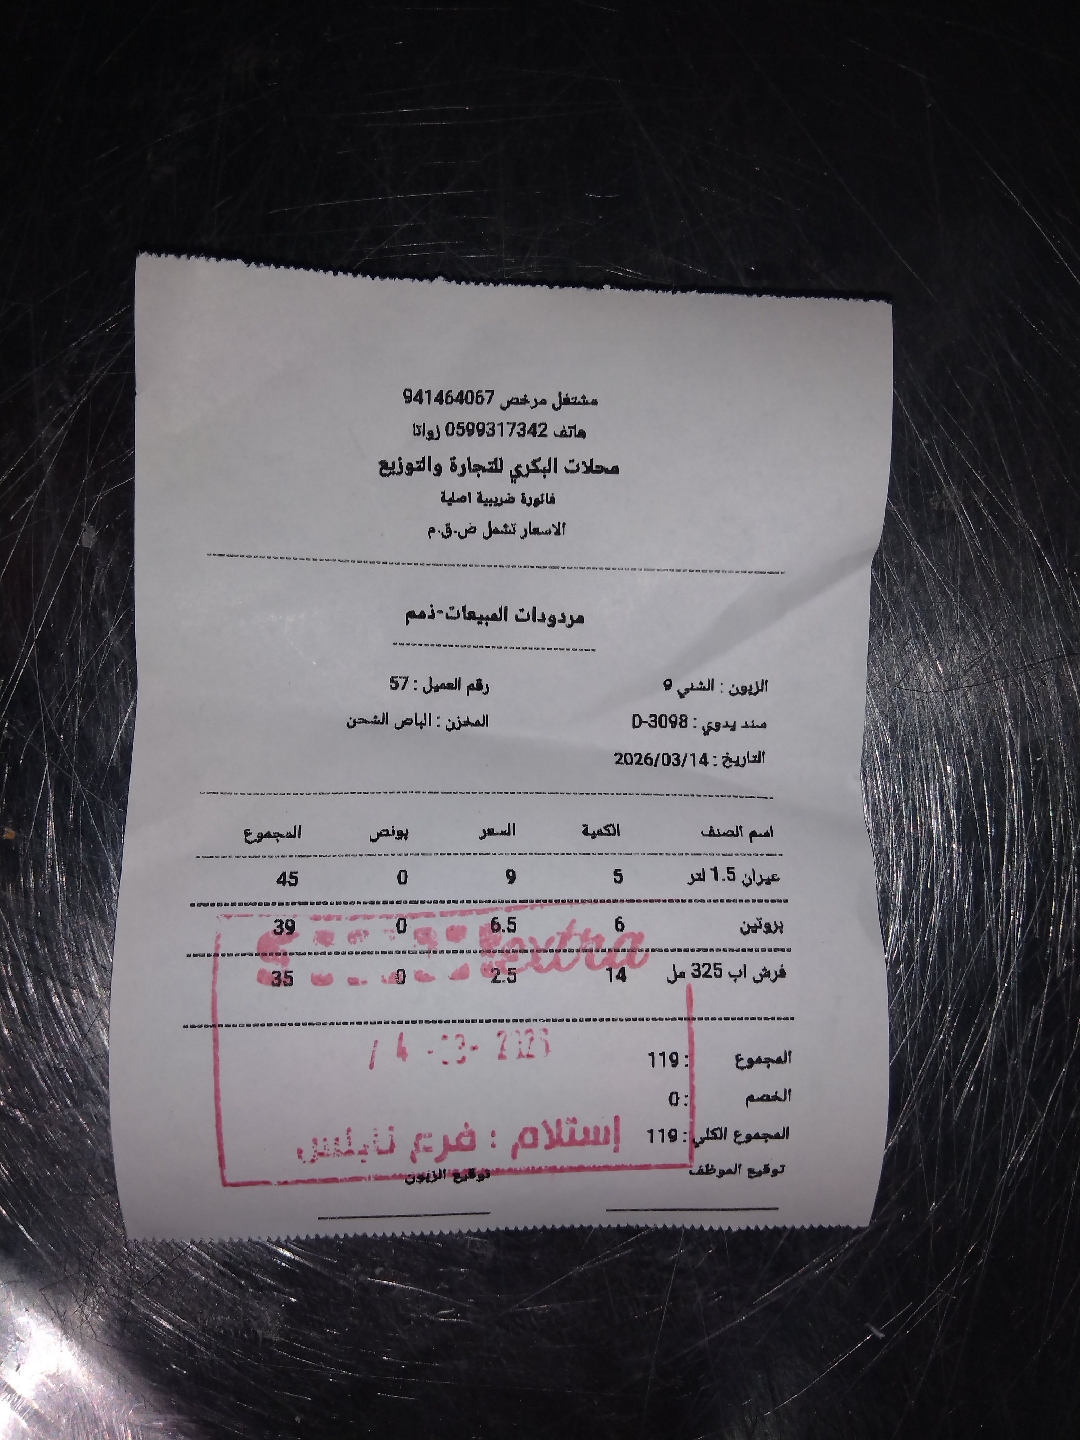 مشتغل مرخص 941464067
هاتف 0599317342 زواتا
محلات البكري للتجارة والتوزيع
فاتورة ضريبية اصلية
الاسعار تشمل ض.ق.م
مردودات المبيعات-ذمم
الزبون : الشني 9 رقم العميل : 57
سند يدوي : D-3098 المخزن : الباص الشحن
التاريخ : 2026/03/14
اسم الصنف الكمية السعر بونص المجموع
عيران 1.5 لتر 5 9 0 45
بروتين 6 6.5 0 39
extra
فرش اب 325 مل 14 2.5 0 35
المجموع : 119
الخصم : 0
المجموع الكلي : 119
إستلام : فرع نابلس
توقيع الموظف توقيع الزبون